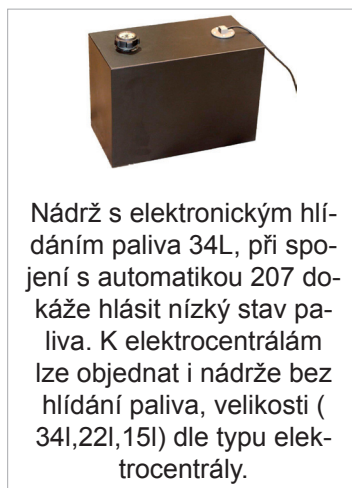 Nádrž s elektronickým hlí-
dáním paliva 34L, při spo-
jení s automatikou 207 do-
káže hlásit nízký stav pa-
liva. K elektrocentrálám
lze objednat i nádrže bez
hlídání paliva, velikosti (
34l,22l,15l) dle typu elek-
trocentrály.